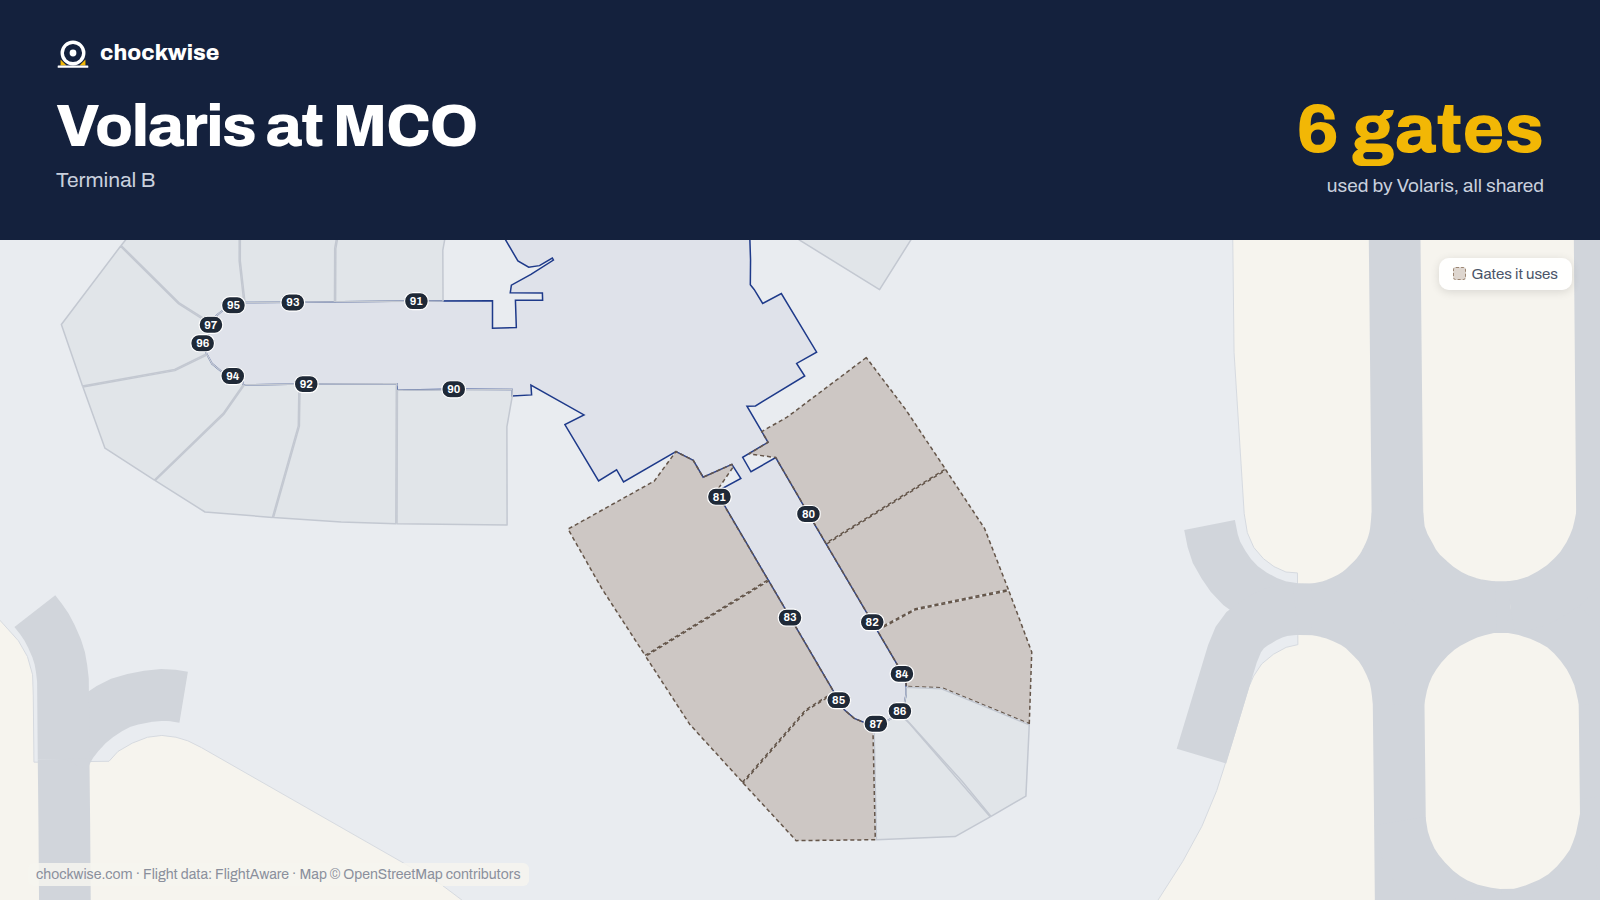 chockwise
Volaris at MCO
Terminal B
6 gates
used by Volaris, all shared
Gates it uses
95
93
91
97
96
94
92
90
81
80
83
82
84
85
86
87
chockwise.com · Flight data: FlightAware · Map © OpenStreetMap contributors